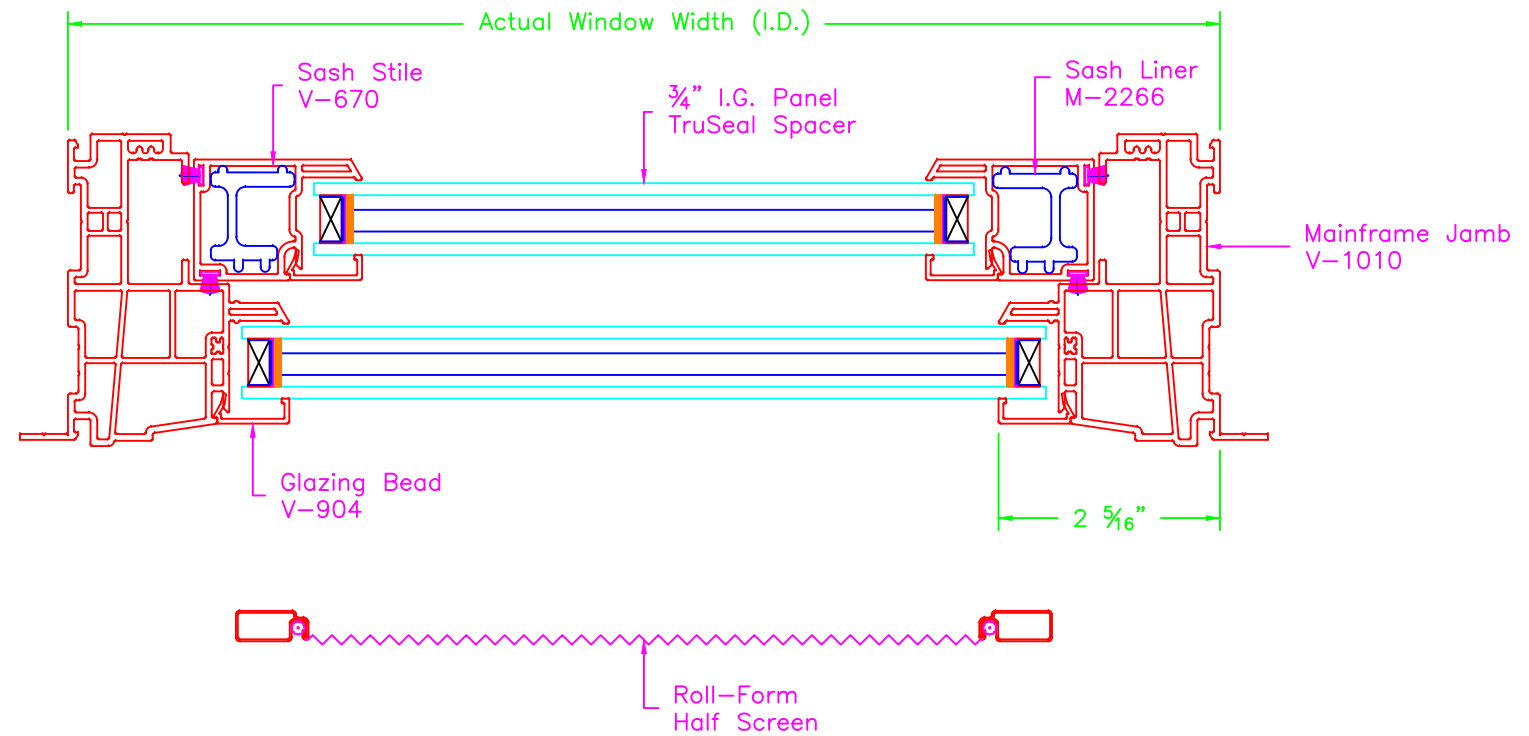 Actual Window Width (I.D.)
Sash Stile
V-670
¾” I.G. Panel
TruSeal Spacer
Sash Liner
M-2266
Mainframe Jamb
V-1010
Glazing Bead
V-904
2 5⁄16”
Roll-Form
Half Screen